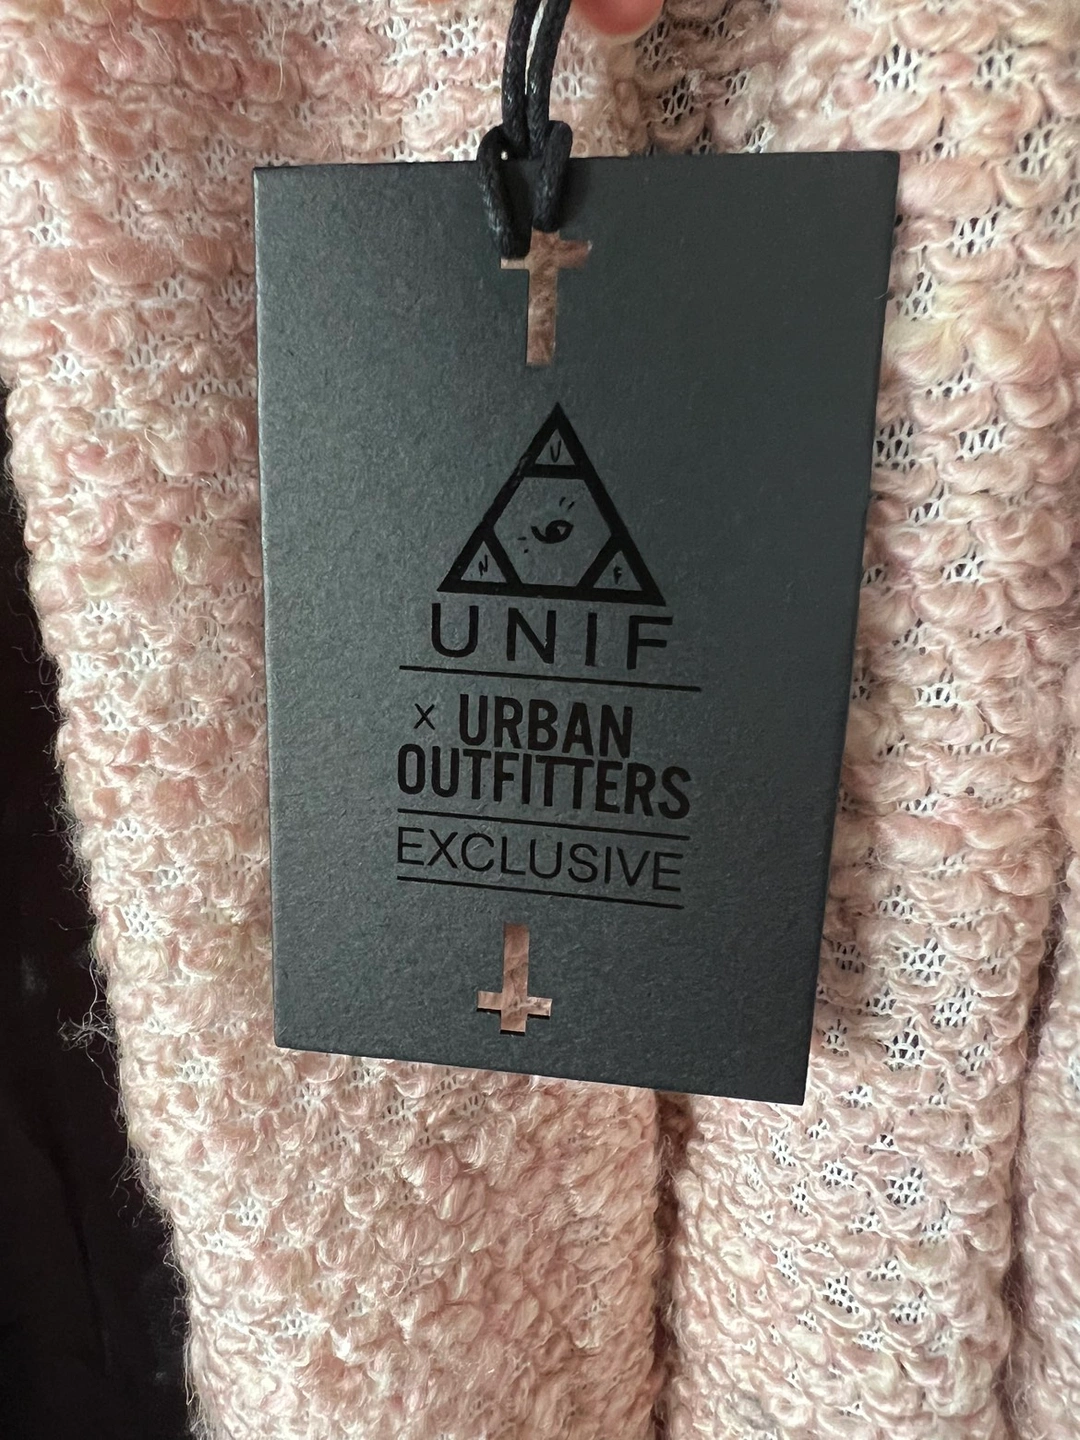 U
N F
UNIF
x URBAN
OUTFITTERS
EXCLUSIVE